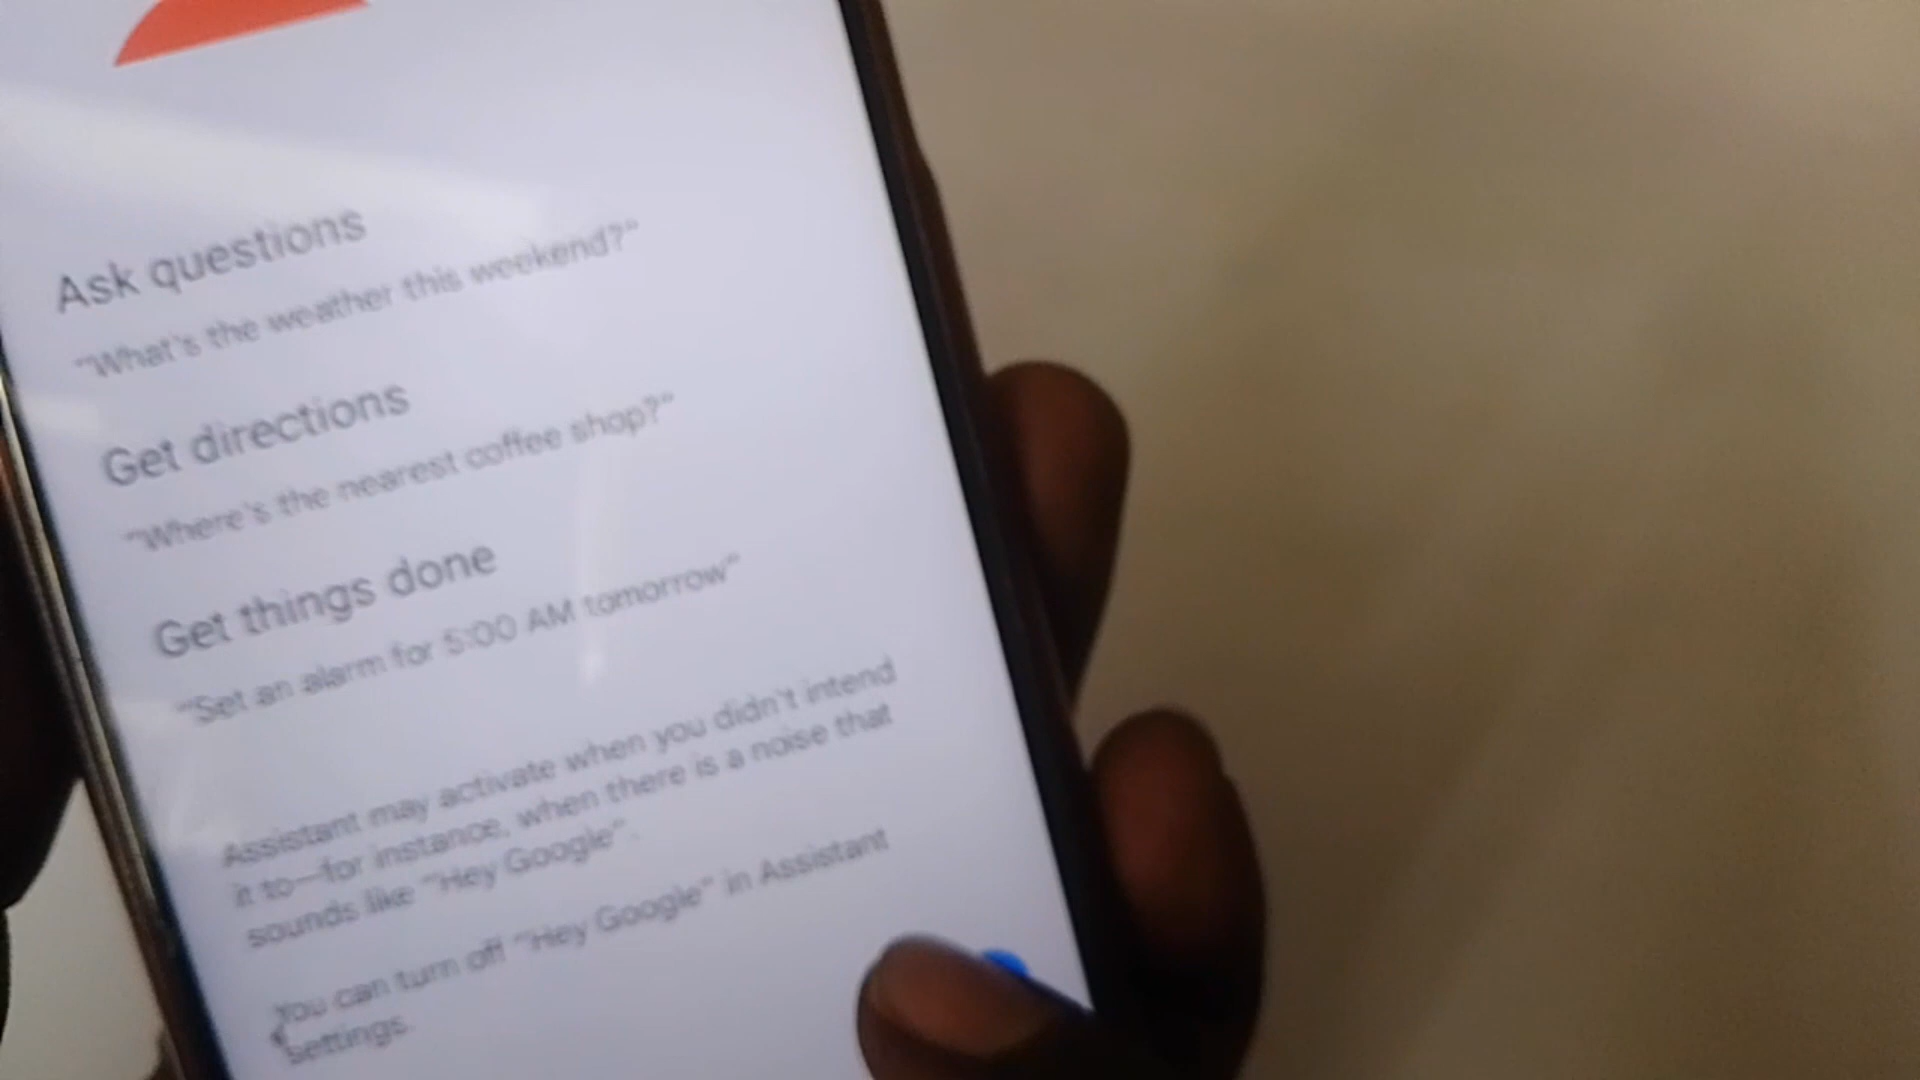 Ask questions
"What's the weather this weekend?"
Get directions
"Where's the nearest coffee shop?"
Get things done
"Set an alarm for 5:00 AM tomorrow"
Assistant may activate when you didn't intend
it to—for instance, when there is a noise that
sounds like "Hey Google".
You can turn off "Hey Google" in Assistant
settings.